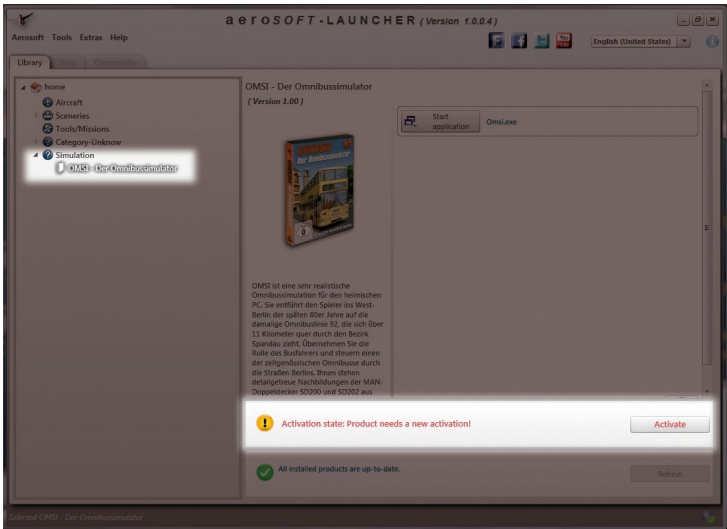 aeroSOFT-LAUNCHER (Version 1.0.0.4)
Aerosoft Tools Extras Help
You
English (United States)
Library Shop Community
home
Aircraft
Sceneries
Tools/Missions
Category-Unknow
Simulation
OMSI - Der Omnibussimulator
OMSI - Der Omnibussimulator
( Version 1.00 )
Start
application
Omsi.exe
Der Omnibussimulator
OMSI ist eine sehr realistische
Omnibussimulation für den heimischen
PC. Sie entführt den Spieler ins West-
Berlin der späten 80er Jahre auf die
damalige Omnibuslinie 92, die sich über
11 Kilometer quer durch den Bezirk
Spandau zieht. Übernehmen Sie die
Rolle des Busfahrers und steuern einen
der zeitgenössischen Omnibusse durch
die Straßen Berlins. Ihnen stehen
detailgetreue Nachbildungen der MAN-
Doppeldecker SD200 und SD202 aus
Activation state: Product needs a new activation!
Activate
All installed products are up-to-date.
Refresh
Selected OMSI - Der Omnibussimulator